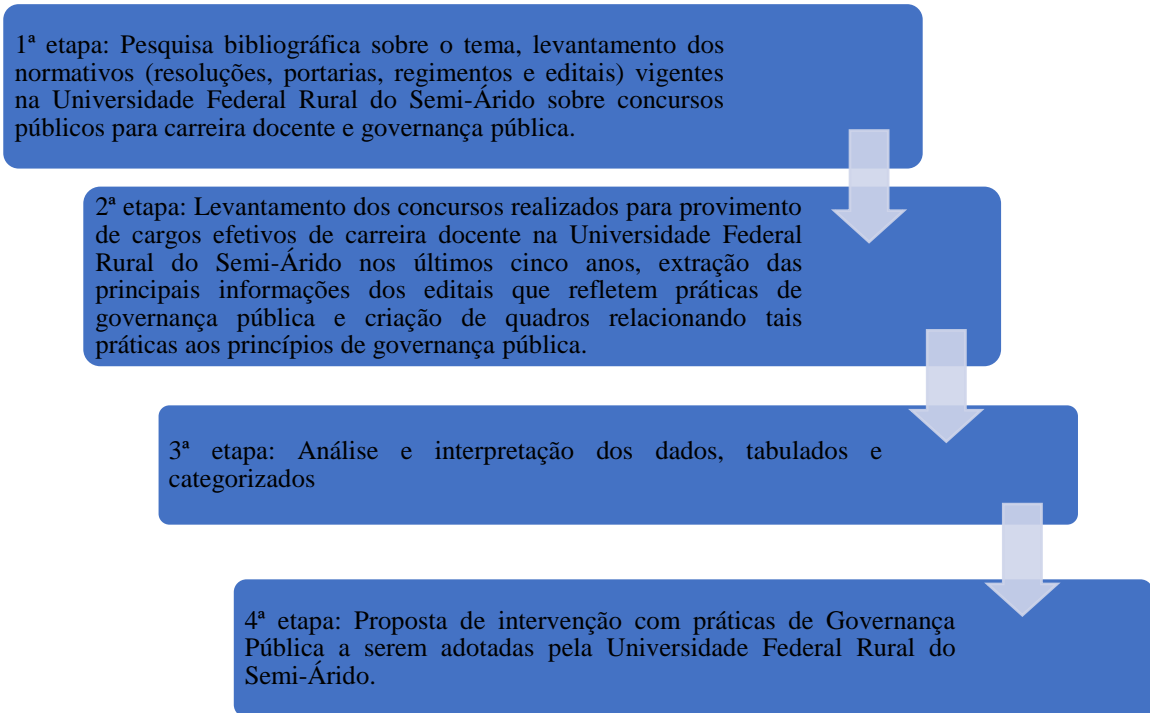 1ª etapa: Pesquisa bibliográfica sobre o tema, levantamento dos
normativos (resoluções, portarias, regimentos e editais) vigentes
na Universidade Federal Rural do Semi-Árido sobre concursos
públicos para carreira docente e governança pública.
2ª etapa: Levantamento dos concursos realizados para provimento
de cargos efetivos de carreira docente na Universidade Federal
Rural do Semi-Árido nos últimos cinco anos, extração das
principais informações dos editais que refletem práticas de
governança pública e criação de quadros relacionando tais
práticas aos princípios de governança pública.
3ª etapa: Análise e interpretação dos dados, tabulados e
categorizados
4ª etapa: Proposta de intervenção com práticas de Governança
Pública a serem adotadas pela Universidade Federal Rural do
Semi-Árido.